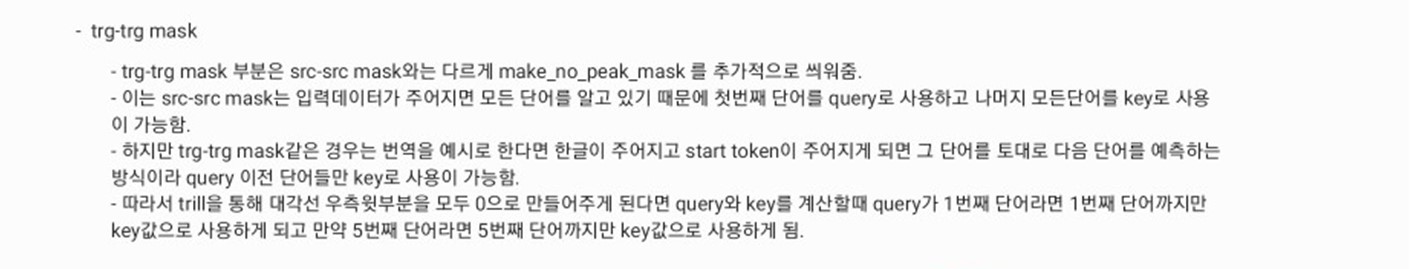 - trg-trg mask
- trg-trg mask 부분은 src-src mask와는 다르게 make_no_peak_mask 를 추가적으로 씌워줌.
- 이는 src-src mask는 입력데이터가 주어지면 모든 단어를 알고 있기 때문에 첫번째 단어를 query로 사용하고 나머지 모든단어를 key로 사용
이 가능함.
- 하지만 trg-trg mask같은 경우는 번역을 예시로 한다면 한글이 주어지고 start token이 주어지게 되면 그 단어를 토대로 다음 단어를 예측하는
방식이라 query 이전 단어들만 key로 사용이 가능함.
- 따라서 trill을 통해 대각선 우측윗부분을 모두 0으로 만들어주게 된다면 query와 key를 계산할때 query가 1번째 단어라면 1번째 단어까지만
key값으로 사용하게 되고 만약 5번째 단어라면 5번째 단어까지만 key값으로 사용하게 됨.